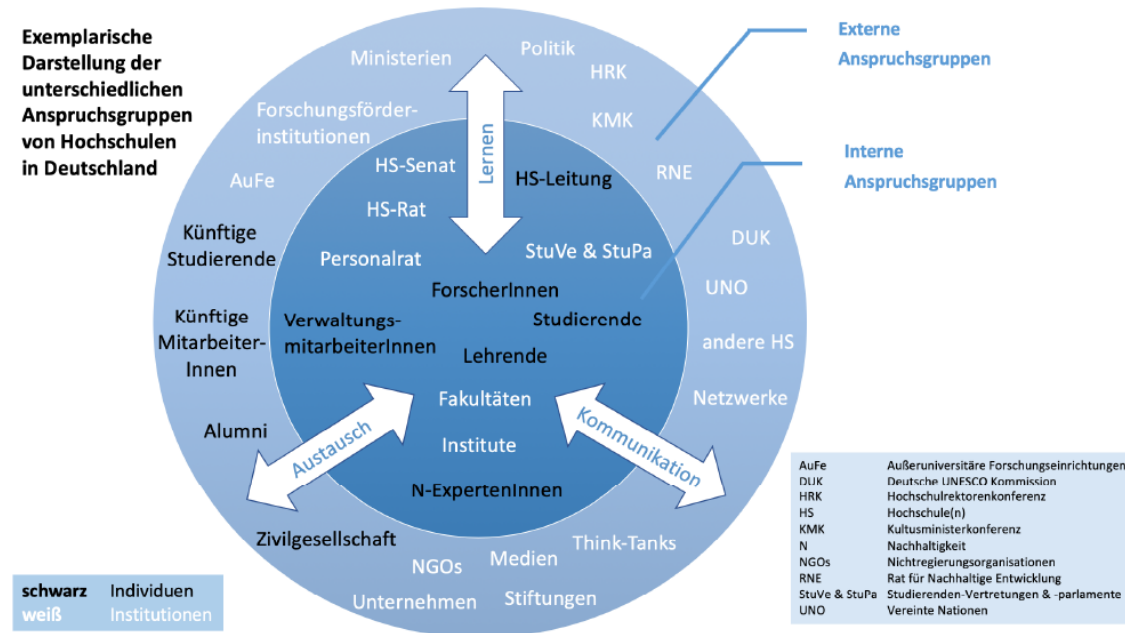 Exemplarische
Darstellung der
unterschiedlichen
Anspruchsgruppen
von Hochschulen
in Deutschland
Externe
Anspruchsgruppen
Interne
Anspruchsgruppen
Ministerien
Politik
HRK
KMK
RNE
DUK
UNO
andere HS
Netzwerke
Think-Tanks
Medien
Stiftungen
NGOs
Unternehmen
Zivilgesellschaft
Alumni
Künftige
Mitarbeiter-
Innen
Künftige
Studierende
AuFe
Forschungsförder-
institutionen
Lernen
Austausch
Kommunikation
HS-Senat
HS-Leitung
HS-Rat
Personalrat
StuVe & StuPa
ForscherInnen
Studierende
Verwaltungs-
mitarbeiterInnen
Lehrende
Fakultäten
Institute
N-ExpertenInnen
schwarz Individuen
weiß Institutionen
AuFe Außeruniversitäre Forschungseinrichtungen
DUK Deutsche UNESCO Kommission
HRK Hochschulrektorenkonferenz
HS Hochschule(n)
KMK Kultusministerkonferenz
N Nachhaltigkeit
NGOs Nichtregierungsorganisationen
RNE Rat für Nachhaltige Entwicklung
StuVe & StuPa Studierenden-Vertretungen & -parlamente
UNO Vereinte Nationen